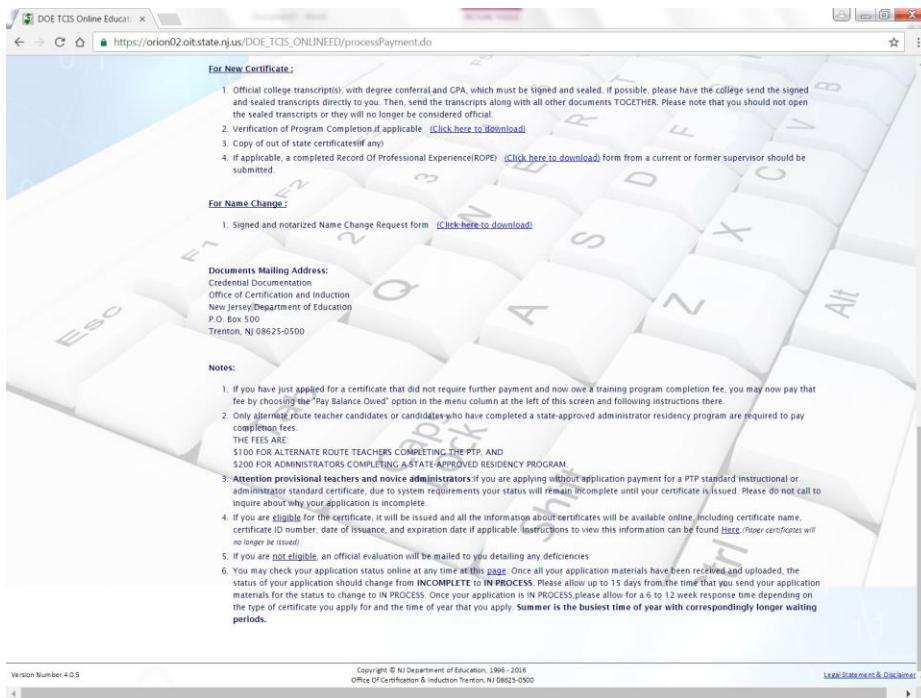 DOE TCIS Online Educati ×
https://orion02.oit.state.nj.us/DOE_TCIS_ONLINEED/processPayment.do
For New Certificate :
1. Official college transcript(s), with degree conferral and GPA, which must be signed and sealed. If possible, please have the college send the signed
and sealed transcripts directly to you. Then, send the transcripts along with all other documents TOGETHER. Please note that you should not open
the sealed transcripts or they will no longer be considered official.
2. Verification of Program Completion if applicable (Click here to download)
3. Copy of out of state certificates(if any)
4. If applicable, a completed Record Of Professional Experience(ROPE) (Click here to download) form from a current or former supervisor should be
submitted.
For Name Change :
1. Signed and notarized Name Change Request form (Click here to download)
Documents Mailing Address:
Credential Documentation
Office of Certification and Induction
New Jersey Department of Education
P.O. Box 500
Trenton, NJ 08625-0500
Notes:
1. If you have just applied for a certificate that did not require further payment and now owe a training program completion fee, you may now pay that
fee by choosing the "Pay Balance Owed" option in the menu column at the left of this screen and following instructions there.
2. Only alternate route teacher candidates or candidates who have completed a state-approved administrator residency program are required to pay
completion fees.
THE FEES ARE:
$100 FOR ALTERNATE ROUTE TEACHERS COMPLETING THE PTP, AND
$200 FOR ADMINISTRATORS COMPLETING A STATE-APPROVED RESIDENCY PROGRAM.
3. Attention provisional teachers and novice administrators:If you are applying without application payment for a PTP standard instructional or
administrator standard certificate, due to system requirements your status will remain incomplete until your certificate is issued. Please do not call to
inquire about why your application is incomplete.
4. If you are eligible for the certificate, it will be issued and all the information about certificates will be available online, including certificate name,
certificate ID number, date of issuance, and expiration date if applicable. Instructions to view this information can be found Here.(Paper certificates will
no longer be issued)
5. If you are not eligible, an official evaluation will be mailed to you detailing any deficiencies
6. You may check your application status online at any time at this page. Once all your application materials have been received and uploaded, the
status of your application should change from INCOMPLETE to IN PROCESS. Please allow up to 15 days from the time that you send your application
materials for the status to change to IN PROCESS. Once your application is IN PROCESS,please allow for a 6 to 12 week response time depending on
the type of certificate you apply for and the time of year that you apply. Summer is the busiest time of year with correspondingly longer waiting
periods.
Version Number 4.0.5
Copyright © NJ Department of Education, 1996 - 2016
Office Of Certification & Induction Trenton, NJ 08625-0500
Legal Statement & Disclaimer
Esc
F1
F2
2
3
Q
N
E
R
A
S
D
F
Z
X
C
V
B
Alt
Caps
Lock
Shift
Ctrl